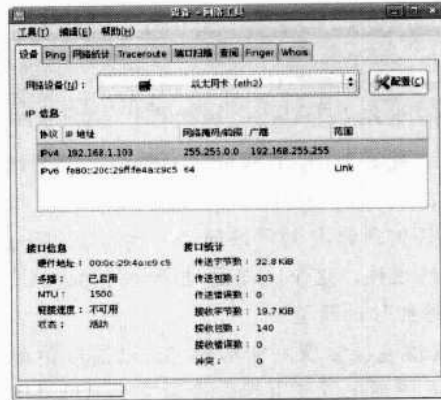 设备 - 网络工具
工具(T) 编辑(E) 帮助(H)
设备 Ping 网络统计 Traceroute 端口扫描 查阅 Finger Whois
网络设备(N)： 以太网卡 (eth2) 配置(C)
IP 信息
协议 IP 地址 网络掩码/前缀 广播 范围
IPv4 192.168.1.103 255.255.0.0 192.168.255.255
IPv6 fe80::20c:29ff:fe4a:c9c5 64 Link
接口信息 接口统计
硬件地址： 00:0c:29:4a:c9:c5 传送字节数： 22.8 KiB
多播： 已启用 传送包数： 303
MTU： 1500 传送错误数： 0
链接速度： 不可用 接收字节数： 19.7 KiB
状态： 活动 接收包数： 140
接收错误数： 0
冲突： 0